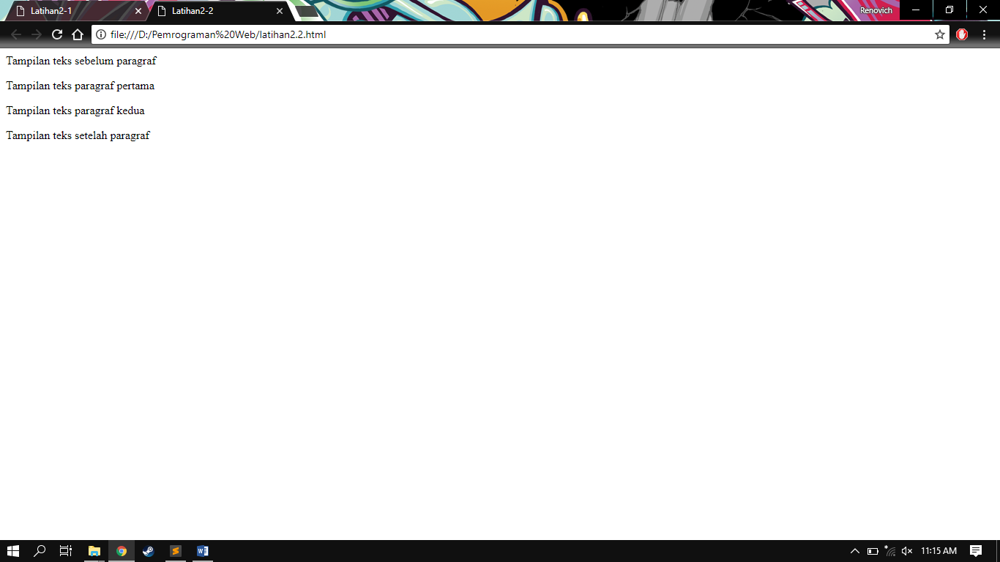 Latihan2-1
Latihan2-2
Renovich
file:///D:/Pemrograman%20Web/latihan2.2.html
Tampilan teks sebelum paragraf
Tampilan teks paragraf pertama
Tampilan teks paragraf kedua
Tampilan teks setelah paragraf
11:15 AM